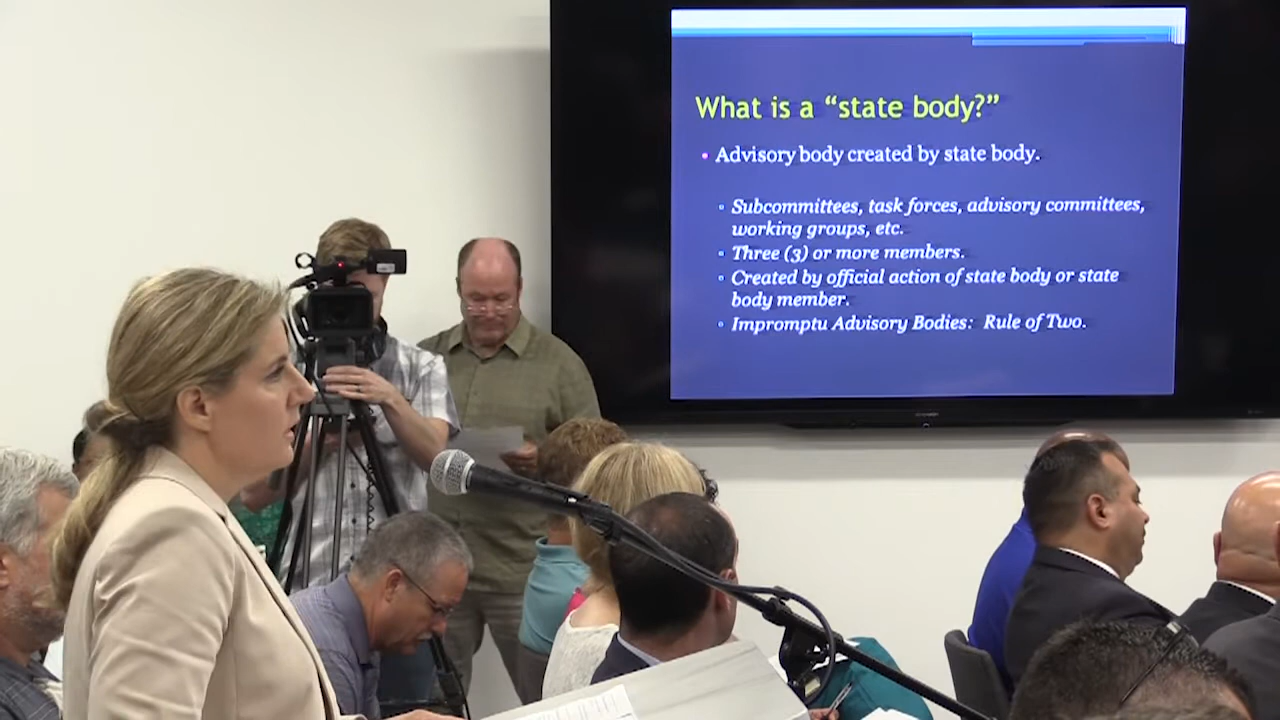 What is a “state body?”
• Advisory body created by state body.
▫ Subcommittees, task forces, advisory committees,
working groups, etc.
▫ Three (3) or more members.
▫ Created by official action of state body or state
body member.
▫ Impromptu Advisory Bodies: Rule of Two.